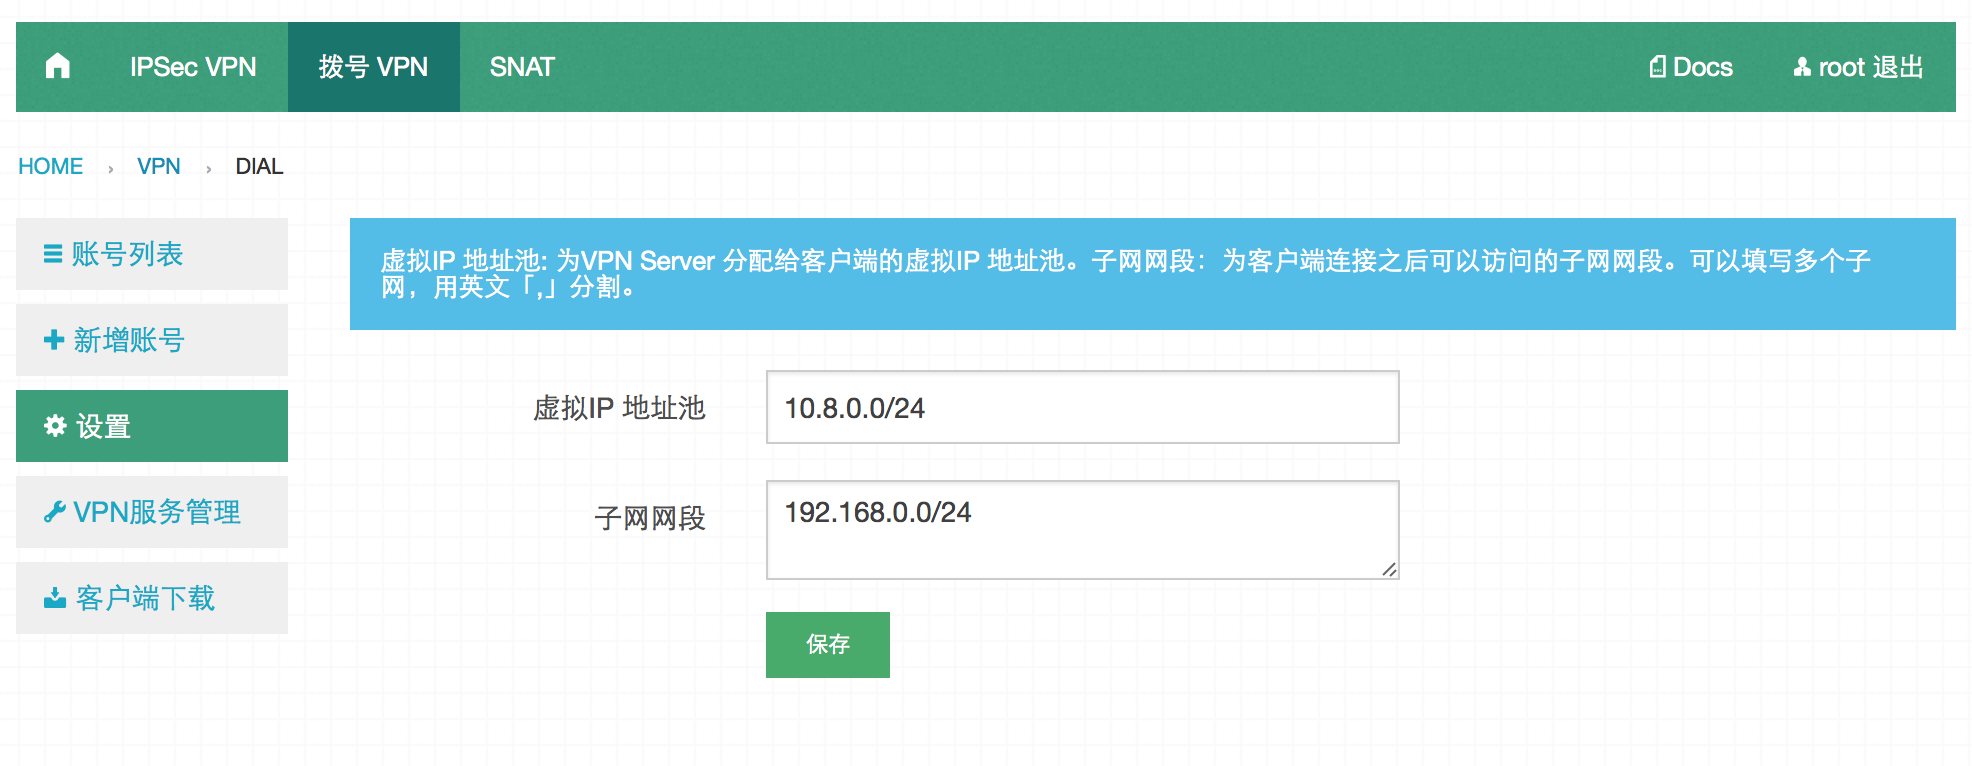 IPSec VPN 拨号 VPN SNAT Docs root 退出
HOME › VPN › DIAL
账号列表
新增账号
设置
VPN服务管理
客户端下载
虚拟IP 地址池: 为VPN Server 分配给客户端的虚拟IP 地址池。子网网段：为客户端连接之后可以访问的子网网段。可以填写多个子
网，用英文「,」分割。
虚拟IP 地址池 10.8.0.0/24
子网网段 192.168.0.0/24
保存